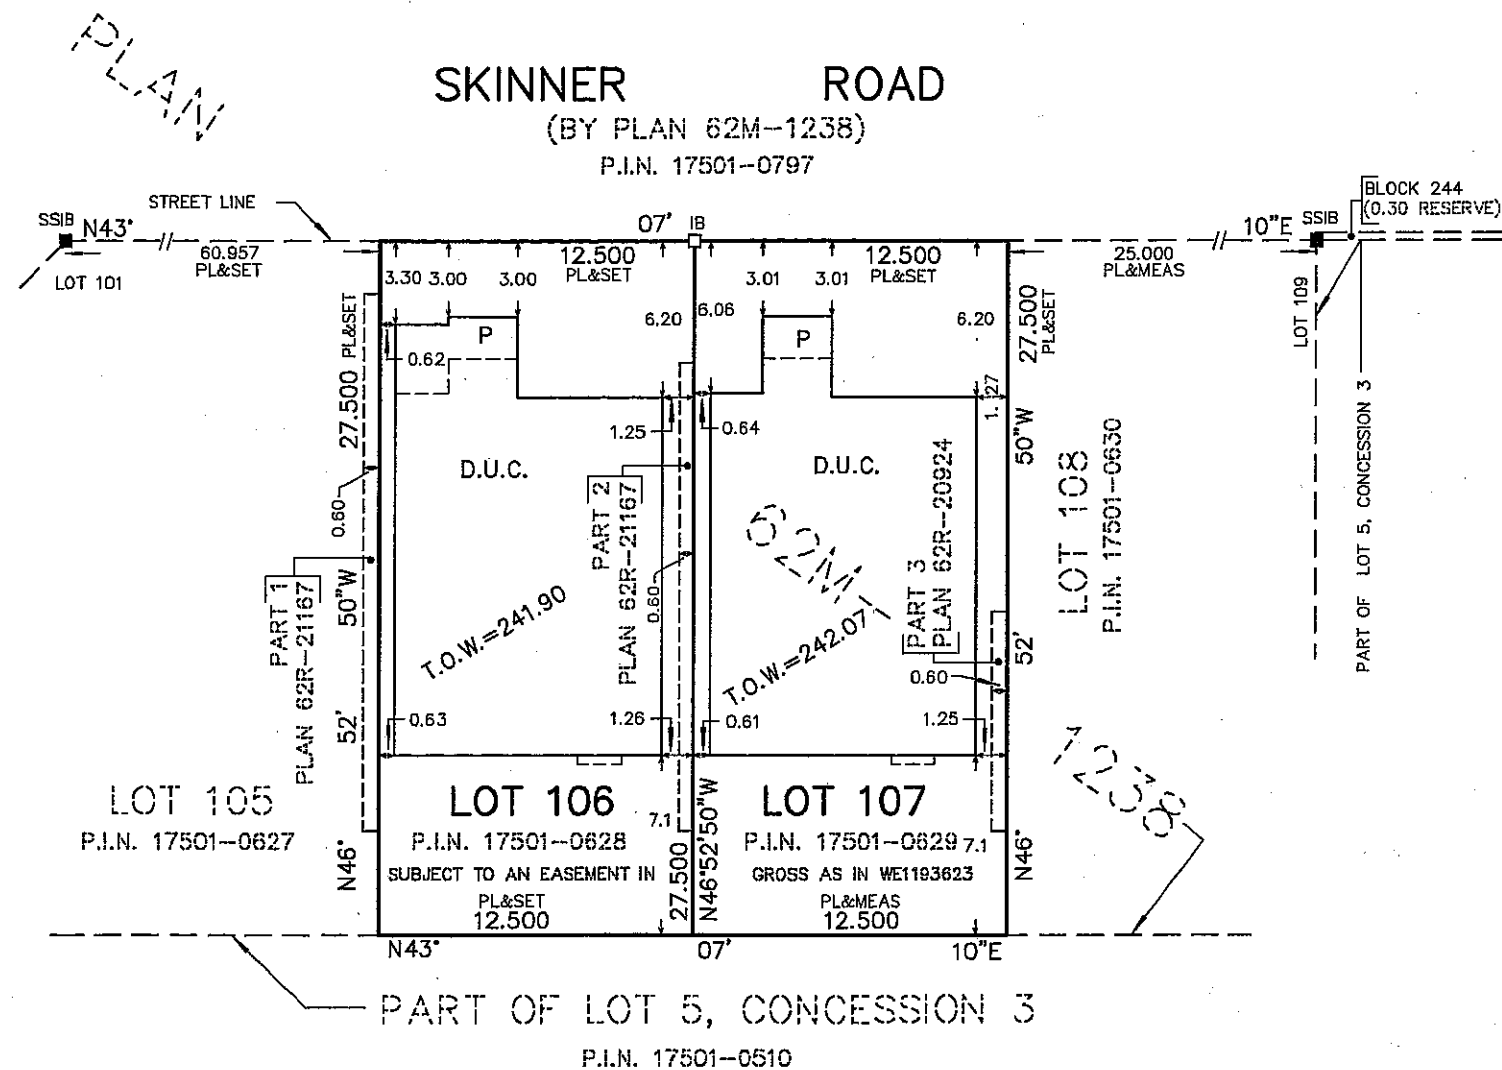 PLAN
SKINNER ROAD
(BY PLAN 62M-1238)
P.I.N. 17501-0797
STREET LINE
BLOCK 244
(0.30 RESERVE)
SSIB
N43° 07' 10"E
IB
SSIB
60.957
PL&SET
LOT 101
12.500
PL&SET
12.500
PL&SET
25.000
PL&MEAS
3.30
3.00
3.00
3.01
3.01
6.20
6.06
6.20
P
P
0.62
1.25
0.64
1.27
27.500 PL&SET
N46° 52' 50"W
27.500
PL&SET
N46° 52' 50"W
LOT 109
PART OF LOT 5, CONCESSION 3
D.U.C.
D.U.C.
0.60
0.60
0.60
PART 1
PLAN 62R-21167
PART 2
PLAN 62R-21167
PART 3
PLAN 62R-20924
62M-
1238
LOT 108
P.I.N. 17501-0630
T.O.W.=241.90
T.O.W.=242.07
0.63
1.26
0.61
1.25
LOT 105
P.I.N. 17501-0627
LOT 106
P.I.N. 17501-0628
LOT 107
P.I.N. 17501-0629
7.1
7.1
SUBJECT TO AN EASEMENT IN GROSS AS IN WE1193623
PL&SET
12.500
27.500
N46°52'50"W
PL&MEAS
12.500
N43° 07' 10"E
PART OF LOT 5, CONCESSION 3
P.I.N. 17501-0510